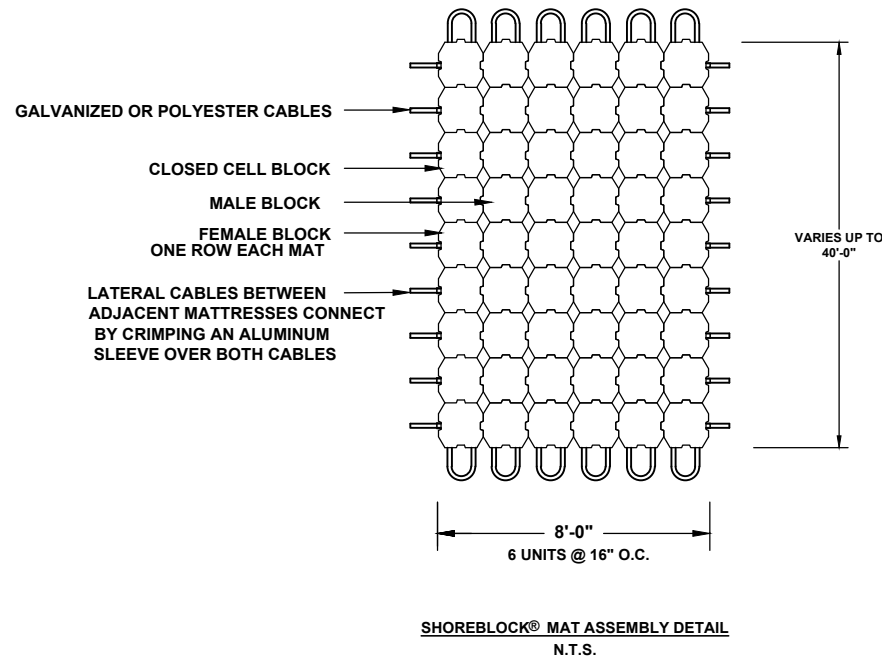 GALVANIZED OR POLYESTER CABLES
CLOSED CELL BLOCK
MALE BLOCK
FEMALE BLOCK
ONE ROW EACH MAT
LATERAL CABLES BETWEEN
ADJACENT MATTRESSES CONNECT
BY CRIMPING AN ALUMINUM
SLEEVE OVER BOTH CABLES
VARIES UP TO
40'-0"
8'-0"
6 UNITS @ 16" O.C.
SHOREBLOCK® MAT ASSEMBLY DETAIL
N.T.S.